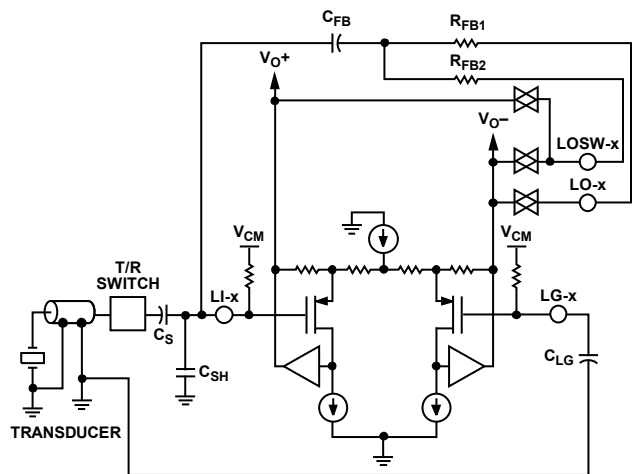 CFB
RFB1
VO+
RFB2
VO–
LOSW-x
LO-x
VCM
VCM
T/R
SWITCH
LI-x
LG-x
CS
CSH
CLG
TRANSDUCER